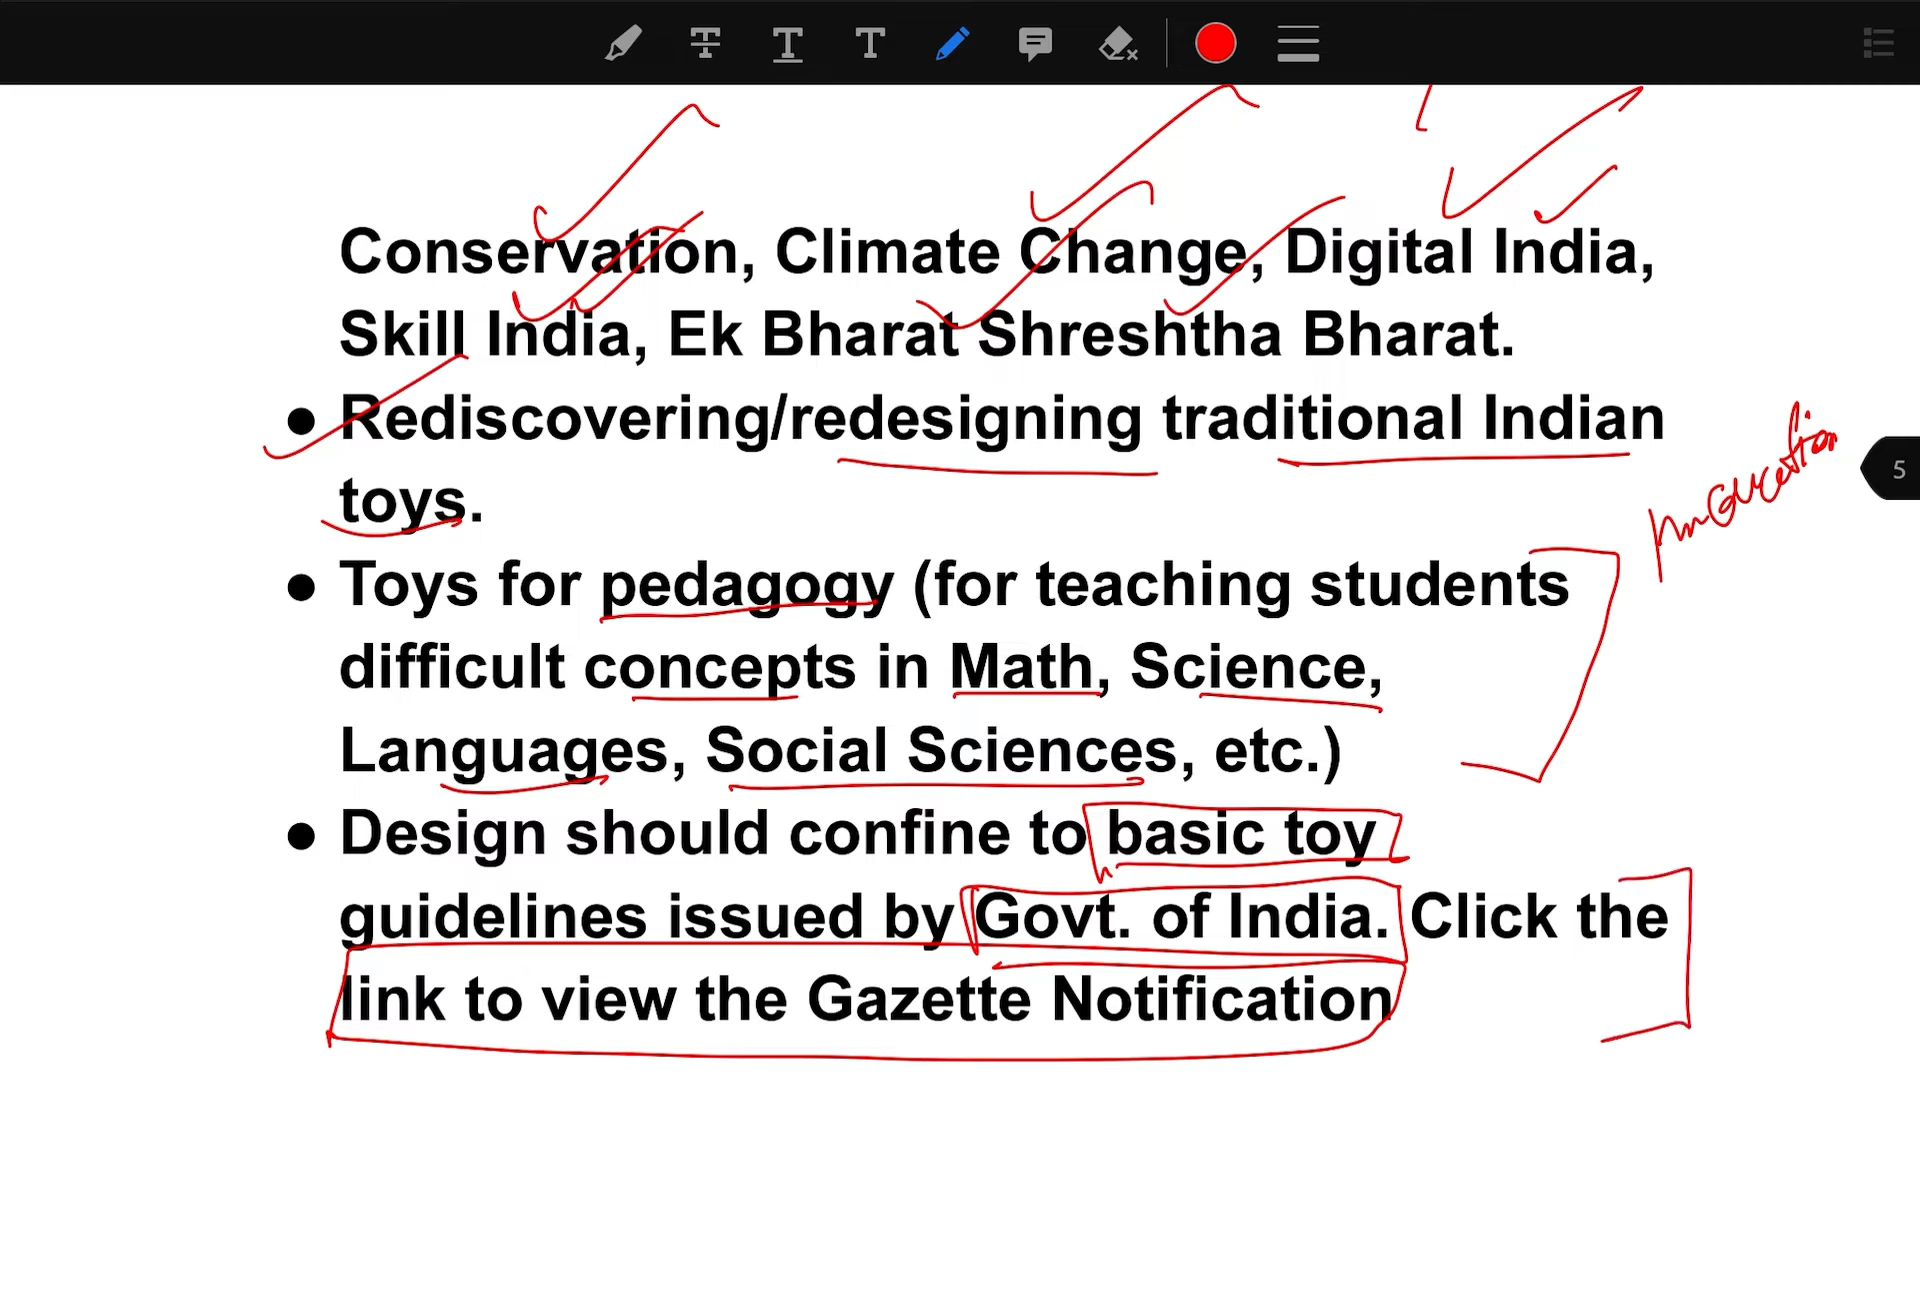 Conservation, Climate Change, Digital India,
Skill India, Ek Bharat Shreshtha Bharat.
● Rediscovering/redesigning traditional Indian
toys.
● Toys for pedagogy (for teaching students
difficult concepts in Math, Science,
Languages, Social Sciences, etc.)
● Design should confine to basic toy
guidelines issued by Govt. of India. Click the
link to view the Gazette Notification
5